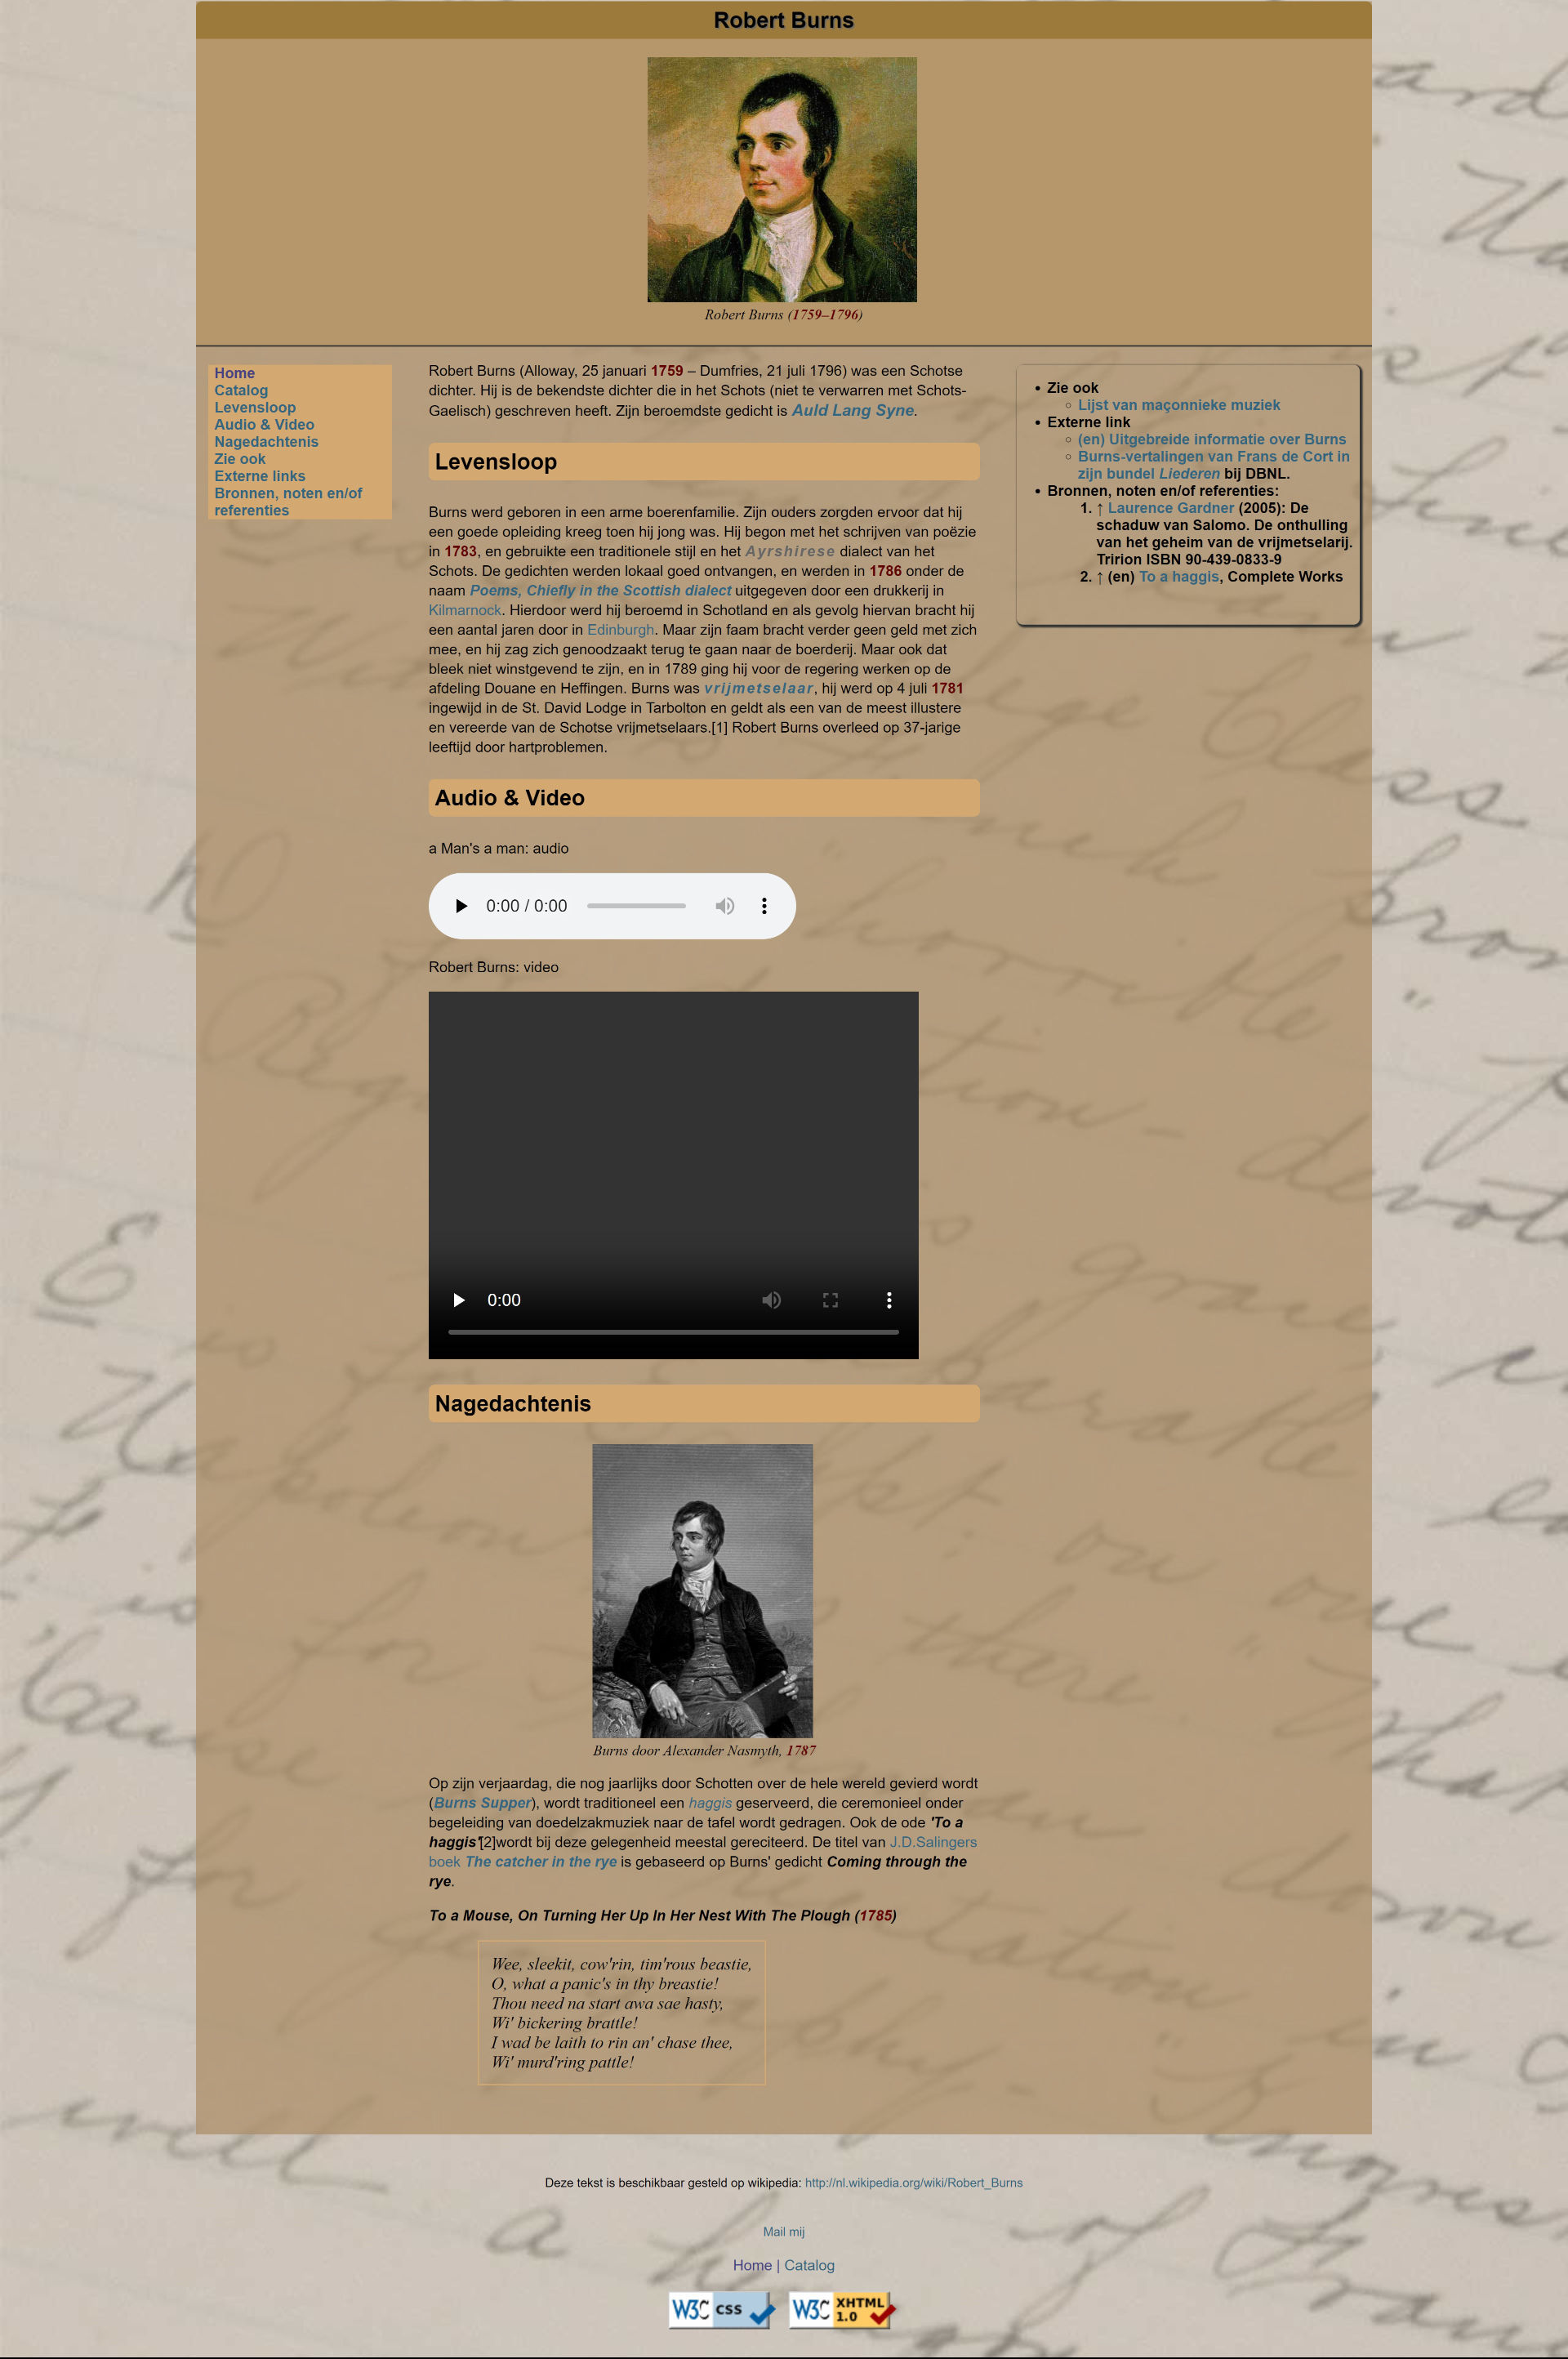 Robert Burns
Robert Burns (1759–1796)
Home
Catalog
Levensloop
Audio & Video
Nagedachtenis
Zie ook
Externe links
Bronnen, noten en/of
referenties
Robert Burns (Alloway, 25 januari 1759 – Dumfries, 21 juli 1796) was een Schotse
dichter. Hij is de bekendste dichter die in het Schots (niet te verwarren met Schots-
Gaelisch) geschreven heeft. Zijn beroemdste gedicht is Auld Lang Syne.
Levensloop
Burns werd geboren in een arme boerenfamilie. Zijn ouders zorgden ervoor dat hij
een goede opleiding kreeg toen hij jong was. Hij begon met het schrijven van poëzie
in 1783, en gebruikte een traditionele stijl en het Ayrshirese dialect van het
Schots. De gedichten werden lokaal goed ontvangen, en werden in 1786 onder de
naam Poems, Chiefly in the Scottish dialect uitgegeven door een drukkerij in
Kilmarnock. Hierdoor werd hij beroemd in Schotland en als gevolg hiervan bracht hij
een aantal jaren door in Edinburgh. Maar zijn faam bracht verder geen geld met zich
mee, en hij zag zich genoodzaakt terug te gaan naar de boerderij. Maar ook dat
bleek niet winstgevend te zijn, en in 1789 ging hij voor de regering werken op de
afdeling Douane en Heffingen. Burns was vrijmetselaar, hij werd op 4 juli 1781
ingewijd in de St. David Lodge in Tarbolton en geldt als een van de meest illustere
en vereerde van de Schotse vrijmetselaars.[1] Robert Burns overleed op 37-jarige
leeftijd door hartproblemen.
Audio & Video
a Man's a man: audio
0:00 / 0:00
Robert Burns: video
0:00
Nagedachtenis
Burns door Alexander Nasmyth, 1787
Op zijn verjaardag, die nog jaarlijks door Schotten over de hele wereld gevierd wordt
(Burns Supper), wordt traditioneel een haggis geserveerd, die ceremonieel onder
begeleiding van doedelzakmuziek naar de tafel wordt gedragen. Ook de ode 'To a
haggis'[2]wordt bij deze gelegenheid meestal gereciteerd. De titel van J.D.Salingers
boek The catcher in the rye is gebaseerd op Burns' gedicht Coming through the
rye.
To a Mouse, On Turning Her Up In Her Nest With The Plough (1785)
Wee, sleekit, cow'rin, tim'rous beastie,
O, what a panic's in thy breastie!
Thou need na start awa sae hasty,
Wi' bickering brattle!
I wad be laith to rin an' chase thee,
Wi' murd'ring pattle!
• Zie ook
◦ Lijst van maçonnieke muziek
• Externe link
◦ (en) Uitgebreide informatie over Burns
◦ Burns-vertalingen van Frans de Cort in
zijn bundel Liederen bij DBNL.
• Bronnen, noten en/of referenties:
1. ↑ Laurence Gardner (2005): De
schaduw van Salomo. De onthulling
van het geheim van de vrijmetselarij.
Tririon ISBN 90-439-0833-9
2. ↑ (en) To a haggis, Complete Works
Deze tekst is beschikbaar gesteld op wikipedia: http://nl.wikipedia.org/wiki/Robert_Burns
Mail mij
Home | Catalog
W3C CSS
W3C XHTML 1.0